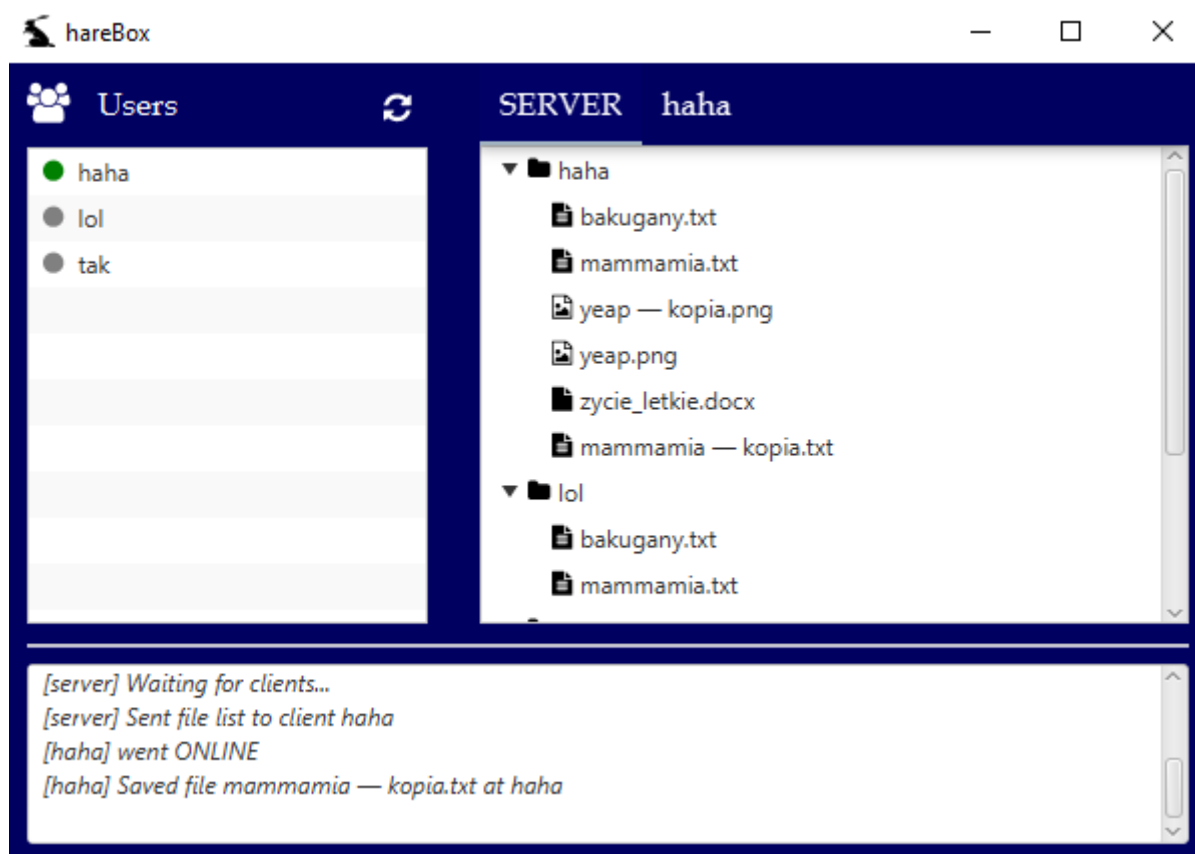 hareBox
Users
SERVER haha
haha
lol
tak
haha
bakugany.txt
mammamia.txt
yeap — kopia.png
yeap.png
zycie_letkie.docx
mammamia — kopia.txt
lol
bakugany.txt
mammamia.txt
[server] Waiting for clients...
[server] Sent file list to client haha
[haha] went ONLINE
[haha] Saved file mammamia — kopia.txt at haha